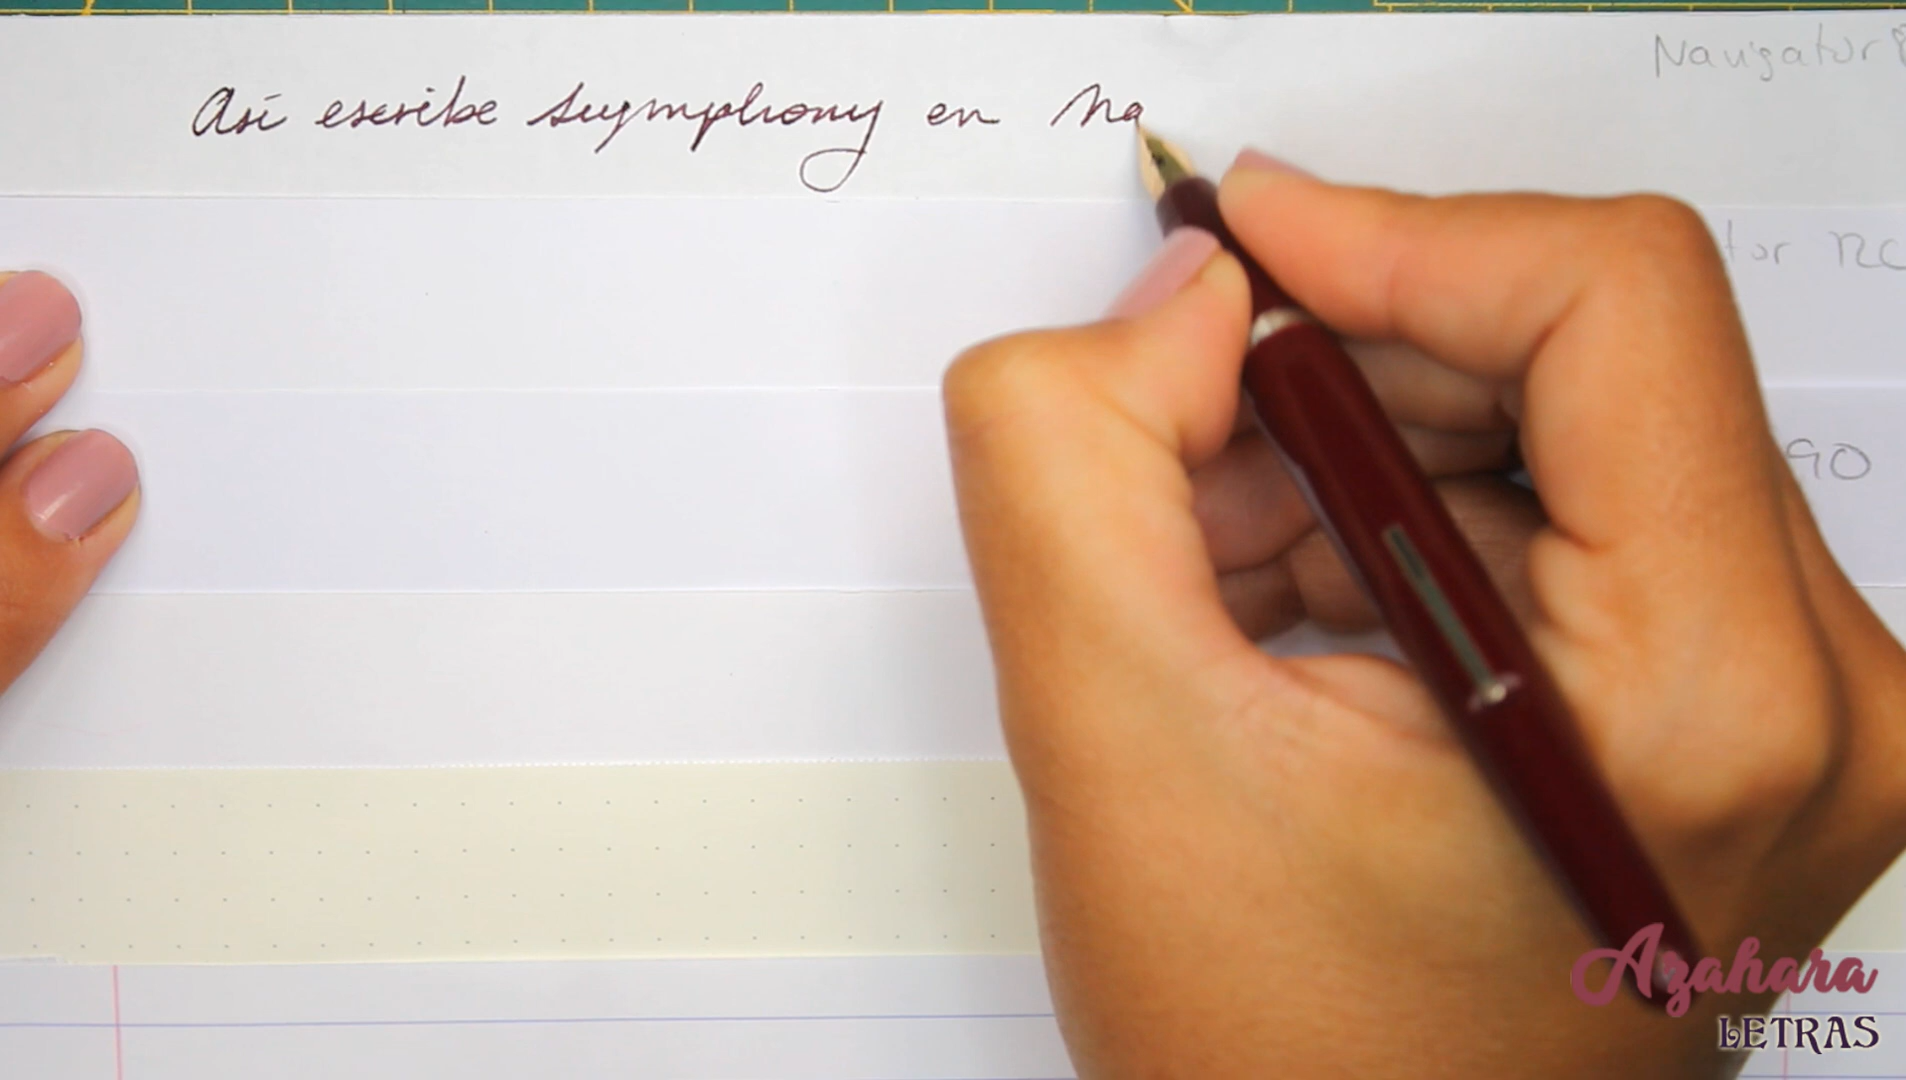 Así escribe Symphony en Na
Navigator
tor
90
Azahara
LETRAS